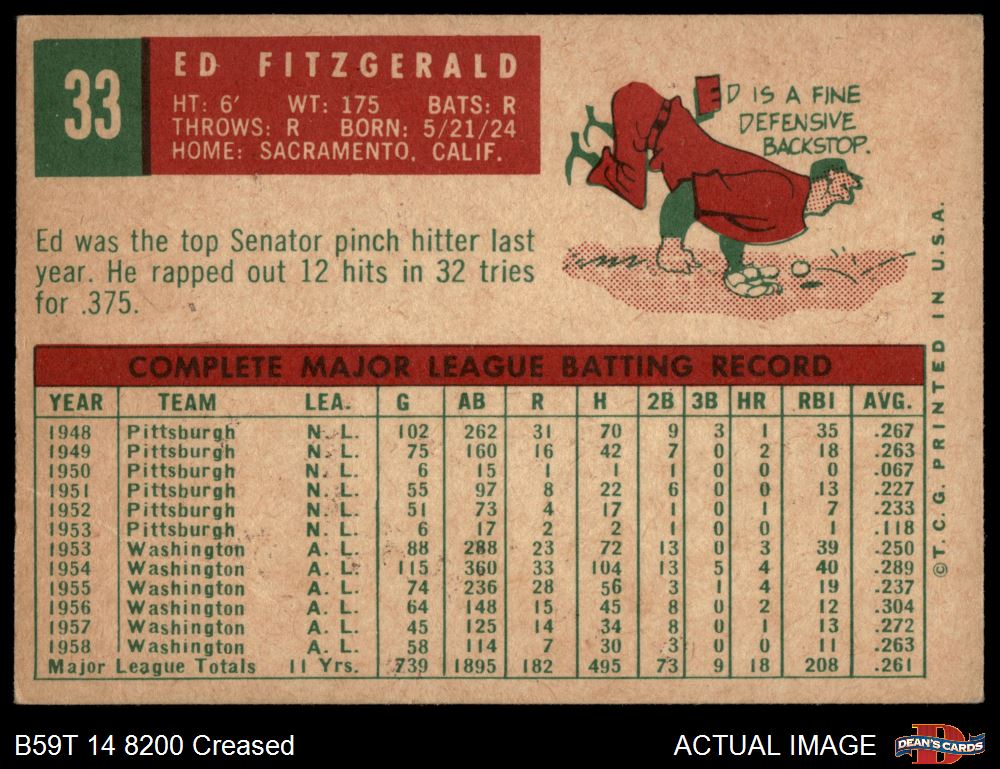 33
ED FITZGERALD
HT: 6' WT: 175 BATS: R
THROWS: R BORN: 5/21/24
HOME: SACRAMENTO, CALIF.
ED IS A FINE
DEFENSIVE
BACKSTOP.
Ed was the top Senator pinch hitter last
year. He rapped out 12 hits in 32 tries
for .375.
COMPLETE MAJOR LEAGUE BATTING RECORD
YEAR TEAM LEA. G AB R H 2B 3B HR RBI AVG.
1948 Pittsburgh N. L. 102 262 31 70 9 3 1 35 .267
1949 Pittsburgh N. L. 75 160 16 42 7 0 2 18 .263
1950 Pittsburgh N. L. 6 15 1 1 1 0 0 0 .067
1951 Pittsburgh N. L. 55 97 8 22 6 0 0 13 .227
1952 Pittsburgh N. L. 51 73 4 17 1 0 1 7 .233
1953 Pittsburgh N. L. 6 17 2 2 1 0 0 1 .118
1953 Washington A. L. 88 288 23 72 13 0 3 39 .250
1954 Washington A. L. 115 360 33 104 13 5 4 40 .289
1955 Washington A. L. 74 236 28 56 3 1 4 19 .237
1956 Washington A. L. 64 148 15 45 8 0 2 12 .304
1957 Washington A. L. 45 125 14 34 8 0 1 13 .272
1958 Washington A. L. 58 114 7 30 3 0 0 11 .263
Major League Totals 11 Yrs. 739 1895 182 495 73 9 18 208 .261
©T. C. G. PRINTED IN U.S.A.
B59T 14 8200 Creased
ACTUAL IMAGE
D
DEAN'S CARDS